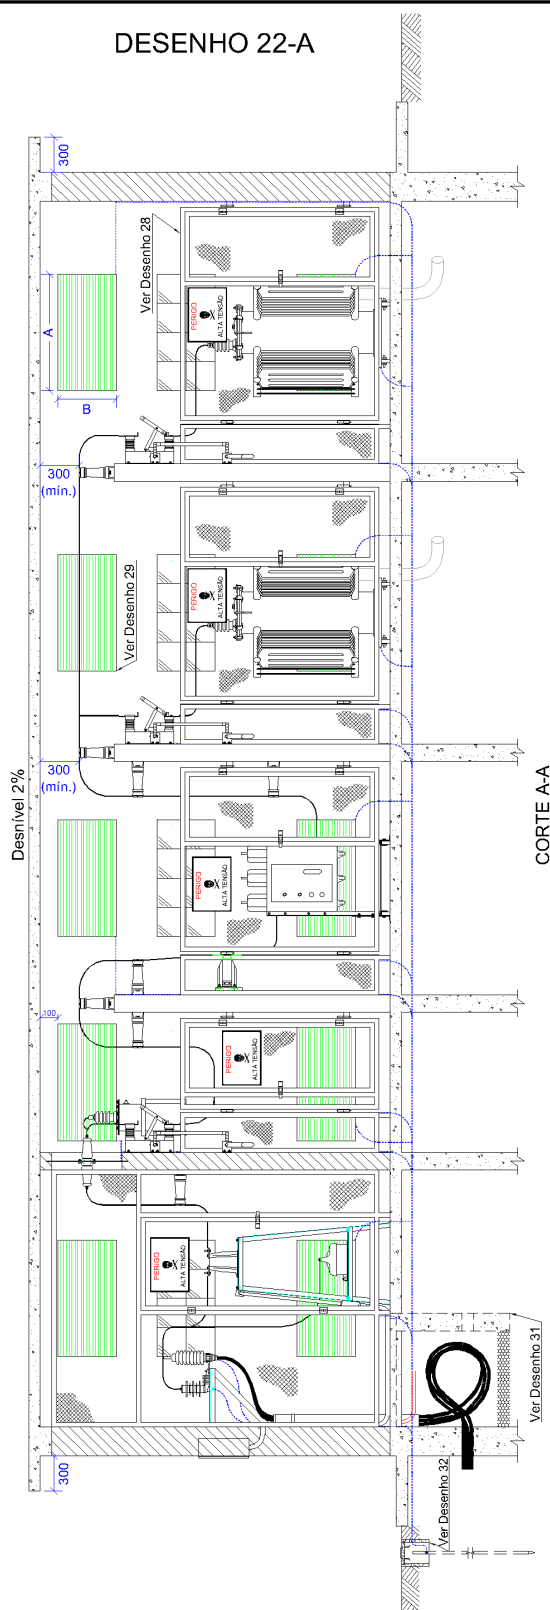 DESENHO 22-A
300
Ver Desenho 28
A
B
PERIGO
ALTA TENSÃO
300
(mín.)
Ver Desenho 29
PERIGO
ALTA TENSÃO
300
(mín.)
Desnível 2%
CORTE A-A
PERIGO
ALTA TENSÃO
100
PERIGO
ALTA TENSÃO
PERIGO
ALTA TENSÃO
Ver Desenho 31
Ver Desenho 32
300